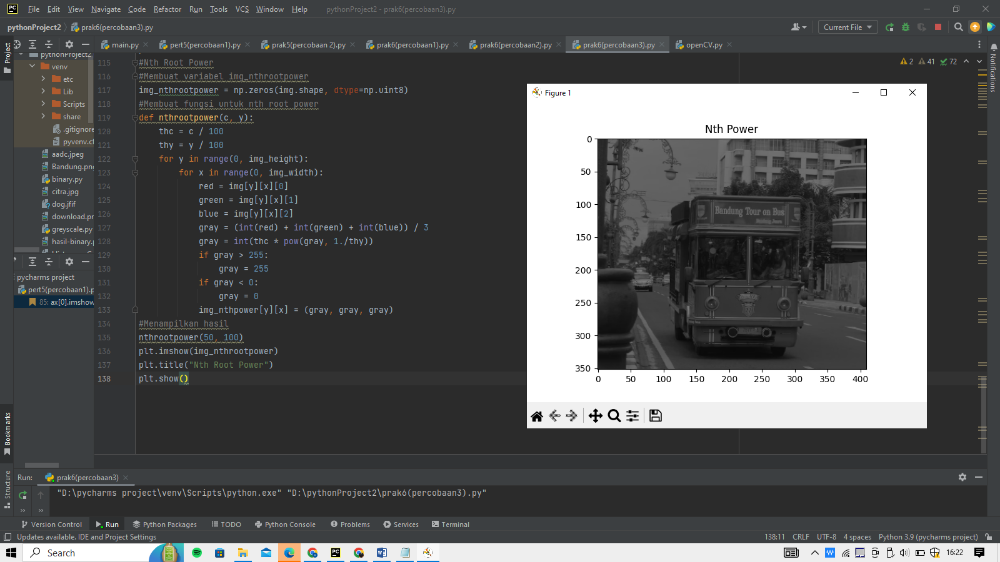 PC File Edit View Navigate Code Refactor Run Tools VCS Window Help pythonProject2 - prak6(percobaan3).py
pythonProject2 prak6(percobaan3).py Current File
main.py pert5(percobaan1).py prak5(percobaan 2).py prak6(percobaan1).py prak6(percobaan2).py prak6(percobaan3).py openCV.py
Project
pythonProject2
venv
etc
Lib
Scripts
share
.gitignore
pyvenv.cf
aadc.jpeg
Bandung.png
binary.py
citra.jpg
dog.jfif
download.pr
greyscale.py
hasil-binary.
pycharms project
pert5(percobaan1).p
85: ax[0].imshow
Bookmarks
Structure
Notifications
2 41 72
115 #Nth Root Power
116 #Membuat variabel img_nthrootpower
117 img_nthrootpower = np.zeros(img.shape, dtype=np.uint8)
118 #Membuat fungsi untuk nth root power
119 def nthrootpower(c, y):
120 thc = c / 100
121 thy = y / 100
122 for y in range(0, img_height):
123 for x in range(0, img_width):
124 red = img[y][x][0]
125 green = img[y][x][1]
126 blue = img[y][x][2]
127 gray = (int(red) + int(green) + int(blue)) / 3
128 gray = int(thc * pow(gray, 1./thy))
129 if gray > 255:
130 gray = 255
131 if gray < 0:
132 gray = 0
133 img_nthpower[y][x] = (gray, gray, gray)
134 #Menampilkan hasil
135 nthrootpower(50, 100)
136 plt.imshow(img_nthrootpower)
137 plt.title("Nth Root Power")
138 plt.show()
Figure 1
Nth Power
0
50
100
150
200
250
300
350
0 50 100 150 200 250 300 350 400
Bandung Tour on Bus
Run: prak6(percobaan3)
"D:\pycharms project\venv\Scripts\python.exe" "D:\pythonProject2\prak6(percobaan3).py"
Version Control Run Python Packages TODO Python Console Problems Services Terminal
Updates available. IDE and Project Settings 138:11 CRLF UTF-8 4 spaces Python 3.9 (pycharms project)
Search 16:22